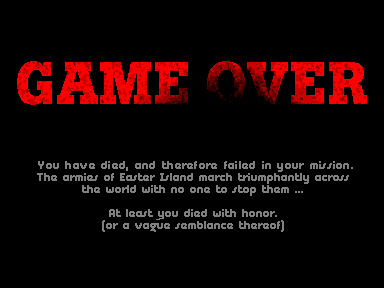 GAME OVER
You have died, and therefore failed in your mission.
The armies of Easter Island march triumphantly across
the world with no one to stop them ...
At least you died with honor.
(or a vague semblance thereof)